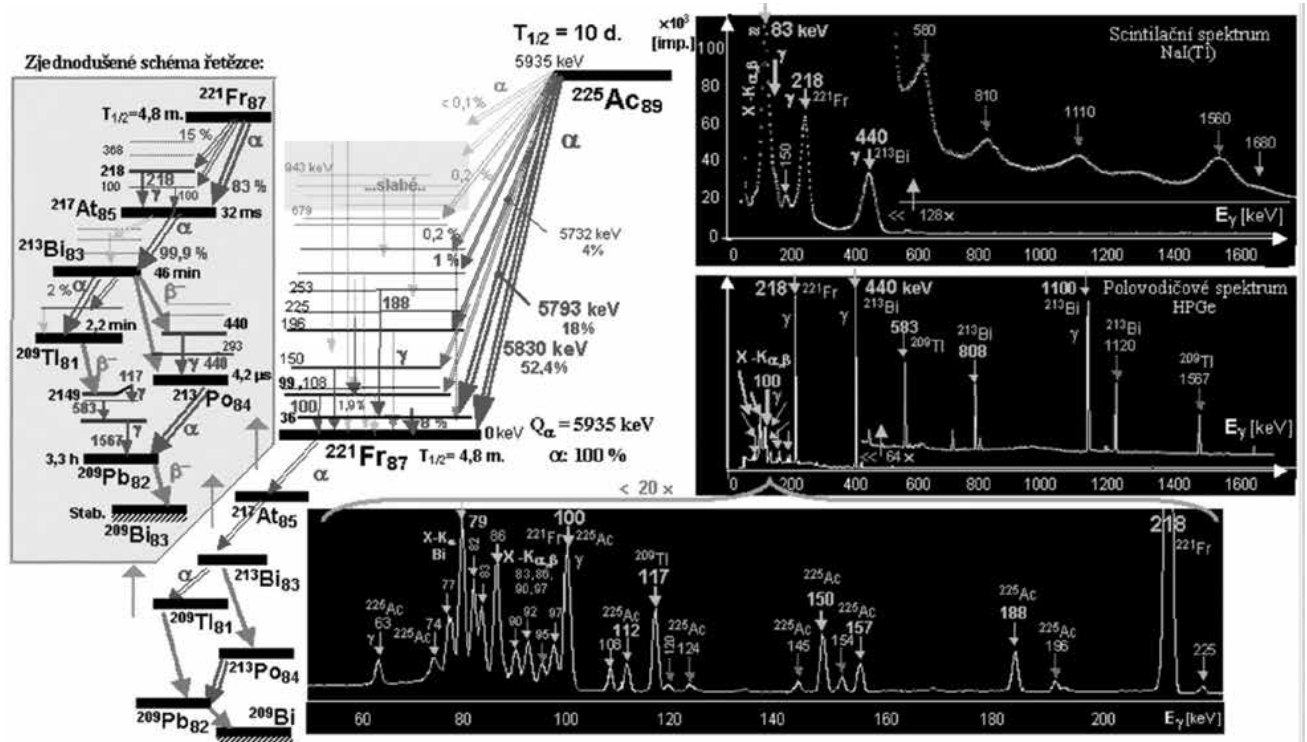 Zjednodušené schéma řetězce:
221Fr87
T1/2=4,8 m.
15 %
α
368
218
218
100
γ
100
83 %
217At85
32 ms
α
213Bi83
99,9 %
46 min
2 %
α
β−
2,2 min
440
293
209Tl81
β−
γ 440
4,2 µs
117
2149
γ
213Po84
583
1567
α
3,3 h
209Pb82
β−
Stab.
209Bi83
T1/2 = 10 d.
5935 keV
225Ac89
α
< 0,1%
α
943 keV
0,2 %
...slabé..
679
0,2 %
5732 keV
4%
1 %
253
188
225
196
5793 keV
18%
γ
5830 keV
52,4%
150
99,108
100
1,9%
36
8 %
0 keV
Qα = 5935 keV
221Fr87
T1/2 = 4,8 m.
α: 100 %
α
217At85
213Bi83
α
209Tl81
213Po84
209Pb82
209Bi
×10³
[imp.]
≈ 83 keV
580
Scintilační spektrum
NaI(Tl)
100
80
60
40
20
0
X-Kα,β
γ
218
γ
221Fr
150
440
γ
213Bi
810
1110
1560
1680
<< 128×
Eγ [keV]
0 200 400 600 800 1000 1200 1400 1600
218
221Fr
γ
440 keV
213Bi
γ
583
209Tl
213Bi
808
1100
213Bi
γ
213Bi
1120
209Tl
1567
Polovodičové spektrum
HPGe
X-Kα,β
100
γ
<< 64×
Eγ [keV]
0 200 400 600 800 1000 1200 1400 1600
< 20×
225Ac
63
γ
225Ac
74
77
X-Kα
Bi
79
82
83
86
X-Kα,β
83,86,
90,97
90
92
95
97
221Fr
100
225Ac
γ
108
225Ac
112
209Tl
117
120
225Ac
124
225Ac
145
225Ac
150
154
225Ac
157
225Ac
188
225Ac
196
218
221Fr
225
60 80 100 120 140 160 180 200 Eγ [keV]